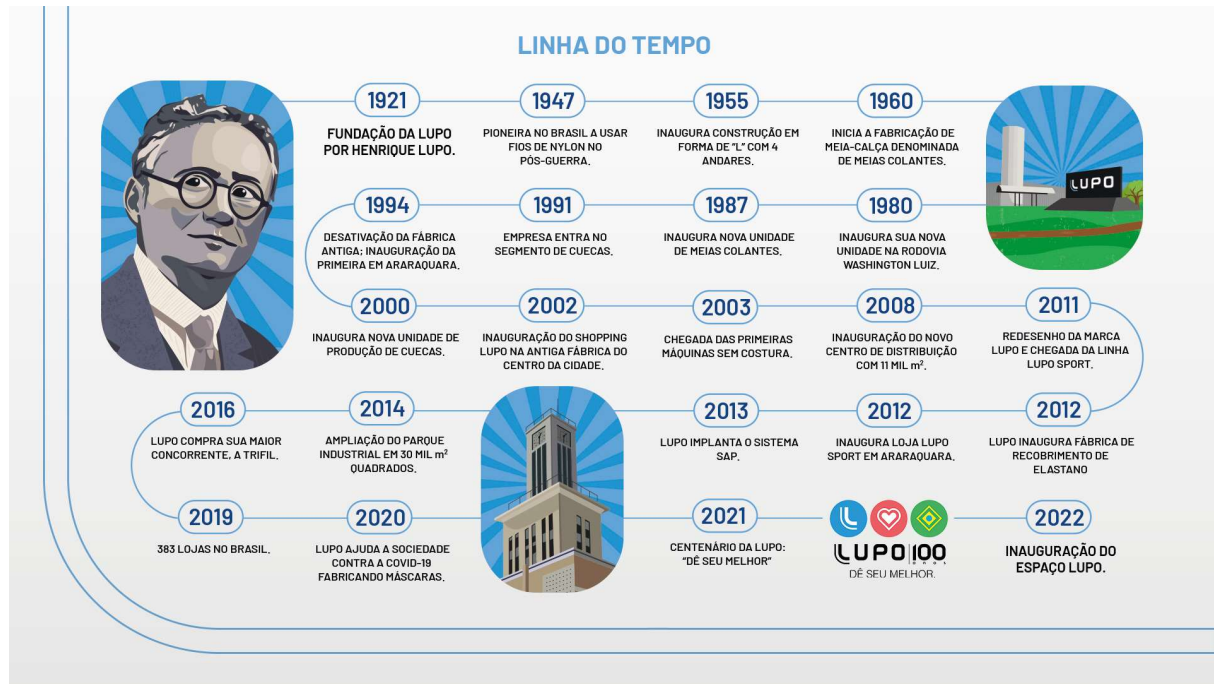 LINHA DO TEMPO
1921
FUNDAÇÃO DA LUPO
POR HENRIQUE LUPO.
1947
PIONEIRA NO BRASIL A USAR
FIOS DE NYLON NO
PÓS-GUERRA.
1955
INAUGURA CONSTRUÇÃO EM
FORMA DE "L" COM 4
ANDARES.
1960
INICIA A FABRICAÇÃO DE
MEIA-CALÇA DENOMINADA
DE MEIAS COLANTES.
LUPO
1994
DESATIVAÇÃO DA FÁBRICA
ANTIGA; INAUGURAÇÃO DA
PRIMEIRA EM ARARAQUARA.
1991
EMPRESA ENTRA NO
SEGMENTO DE CUECAS.
1987
INAUGURA NOVA UNIDADE
DE MEIAS COLANTES.
1980
INAUGURA SUA NOVA
UNIDADE NA RODOVIA
WASHINGTON LUIZ.
2000
INAUGURA NOVA UNIDADE DE
PRODUÇÃO DE CUECAS.
2002
INAUGURAÇÃO DO SHOPPING
LUPO NA ANTIGA FÁBRICA DO
CENTRO DA CIDADE.
2003
CHEGADA DAS PRIMEIRAS
MÁQUINAS SEM COSTURA.
2008
INAUGURAÇÃO DO NOVO
CENTRO DE DISTRIBUIÇÃO
COM 11 MIL m².
2011
REDESENHO DA MARCA
LUPO E CHEGADA DA LINHA
LUPO SPORT.
2016
LUPO COMPRA SUA MAIOR
CONCORRENTE, A TRIFIL.
2014
AMPLIAÇÃO DO PARQUE
INDUSTRIAL EM 30 MIL m²
QUADRADOS.
2013
LUPO IMPLANTA O SISTEMA
SAP.
2012
INAUGURA LOJA LUPO
SPORT EM ARARAQUARA.
2012
LUPO INAUGURA FÁBRICA DE
RECOBRIMENTO DE
ELASTANO
2019
383 LOJAS NO BRASIL.
2020
LUPO AJUDA A SOCIEDADE
CONTRA A COVID-19
FABRICANDO MÁSCARAS.
2021
CENTENÁRIO DA LUPO:
"DÊ SEU MELHOR"
LUPO 100
anos
DÊ SEU MELHOR.
2022
INAUGURAÇÃO DO
ESPAÇO LUPO.